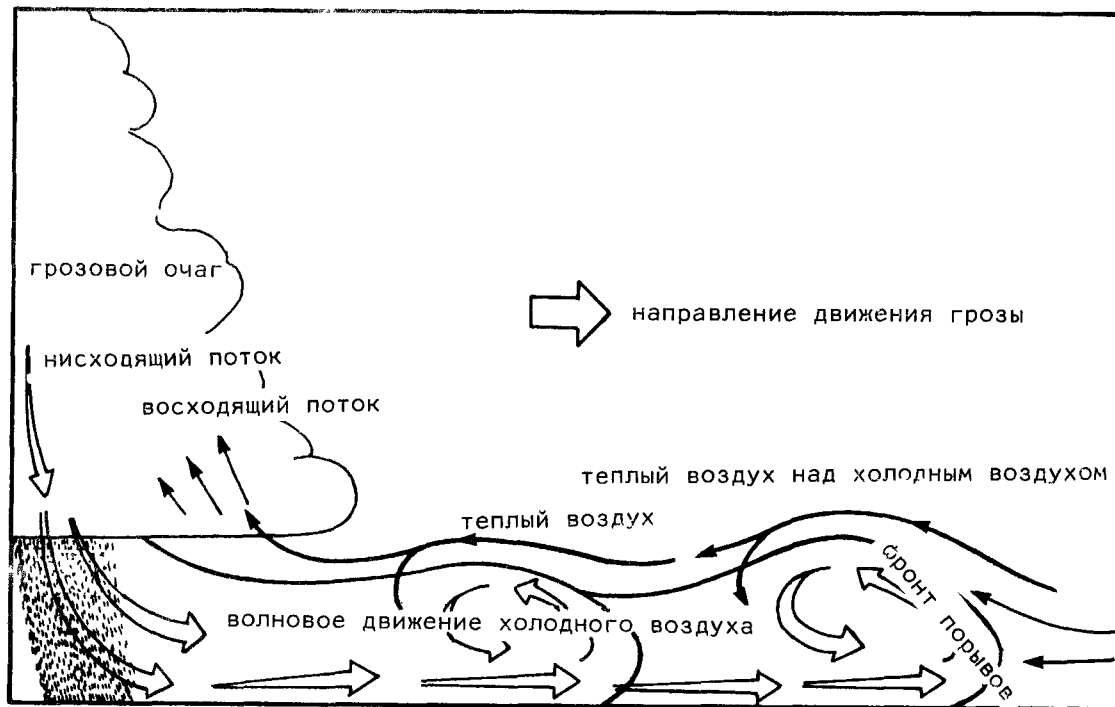 грозовой очаг
направление движения грозы
нисходящий поток
восходящий поток
теплый воздух над холодным воздухом
теплый воздух
волновое движение холодного воздуха
фронт порывов